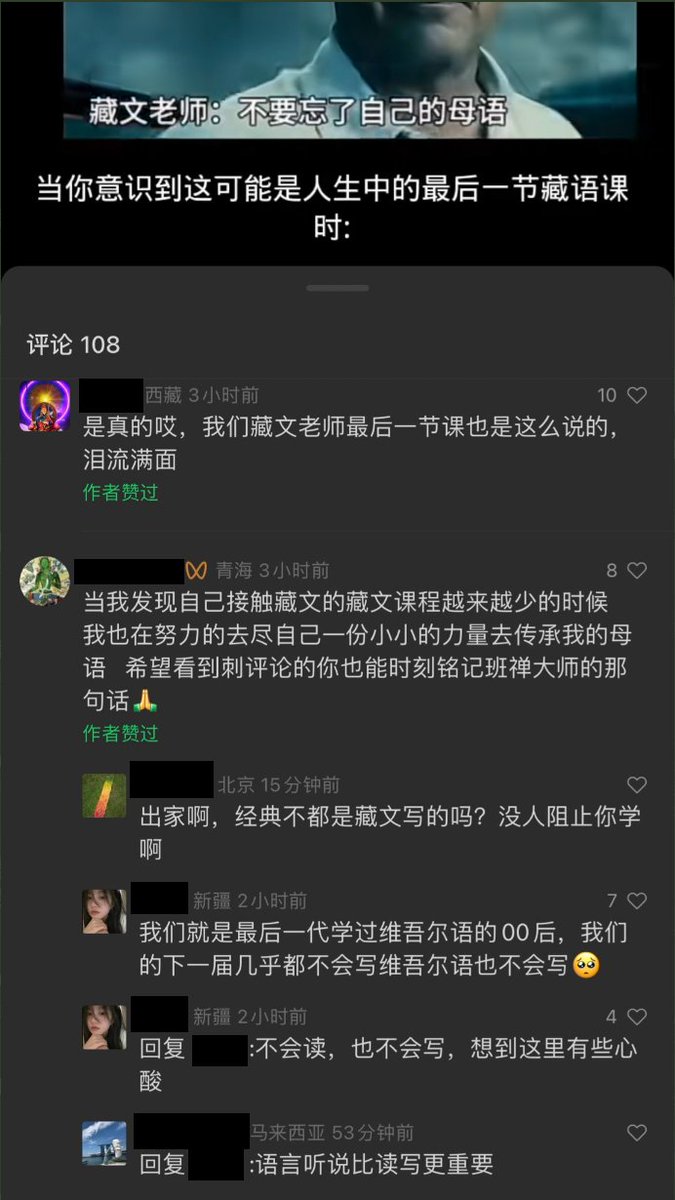 藏文老师：不要忘了自己的母语
当你意识到这可能是人生中的最后一节藏语课
时:
评论 108
西藏 3小时前 10
是真的哎，我们藏文老师最后一节课也是这么说的，
泪流满面
作者赞过
青海 3小时前 8
当我发现自己接触藏文的藏文课程越来越少的时候
我也在努力的去尽自己一份小小的力量去传承我的母
语 希望看到刺评论的你也能时刻铭记班禅大师的那
句话🙏
作者赞过
北京 15分钟前
出家啊，经典不都是藏文写的吗？没人阻止你学
啊
新疆 2小时前 7
我们就是最后一代学过维吾尔语的00后，我们
的下一届几乎都不会写维吾尔语也不会写🥺
新疆 2小时前 4
回复 :不会读，也不会写，想到这里有些心
酸
马来西亚 53分钟前
回复 :语言听说比读写更重要